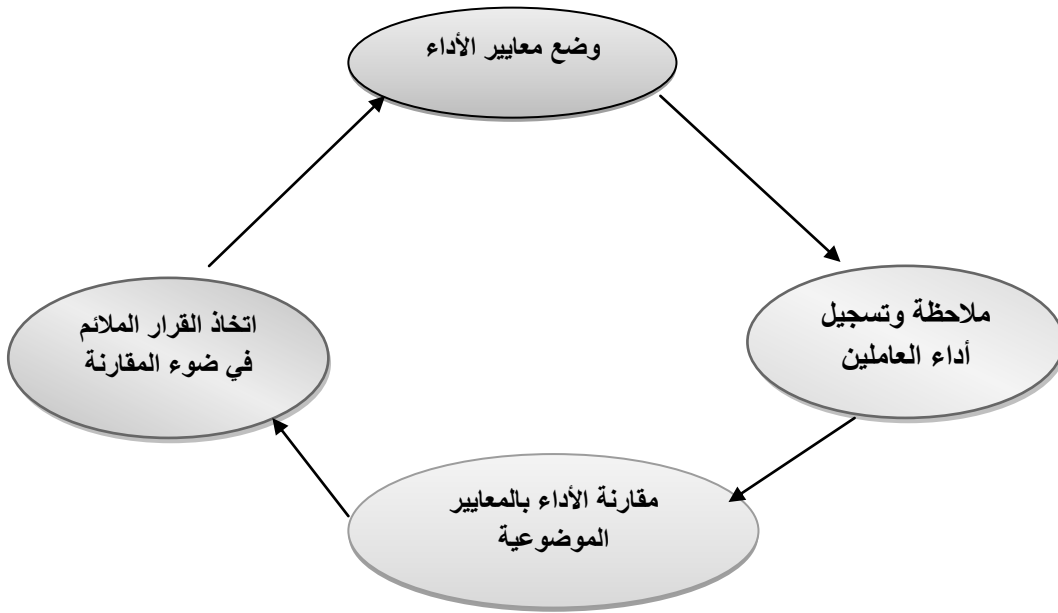 وضع معايير الأداء
ملاحظة وتسجيل
أداء العاملين
مقارنة الأداء بالمعايير
الموضوعية
اتخاذ القرار الملائم
في ضوء المقارنة